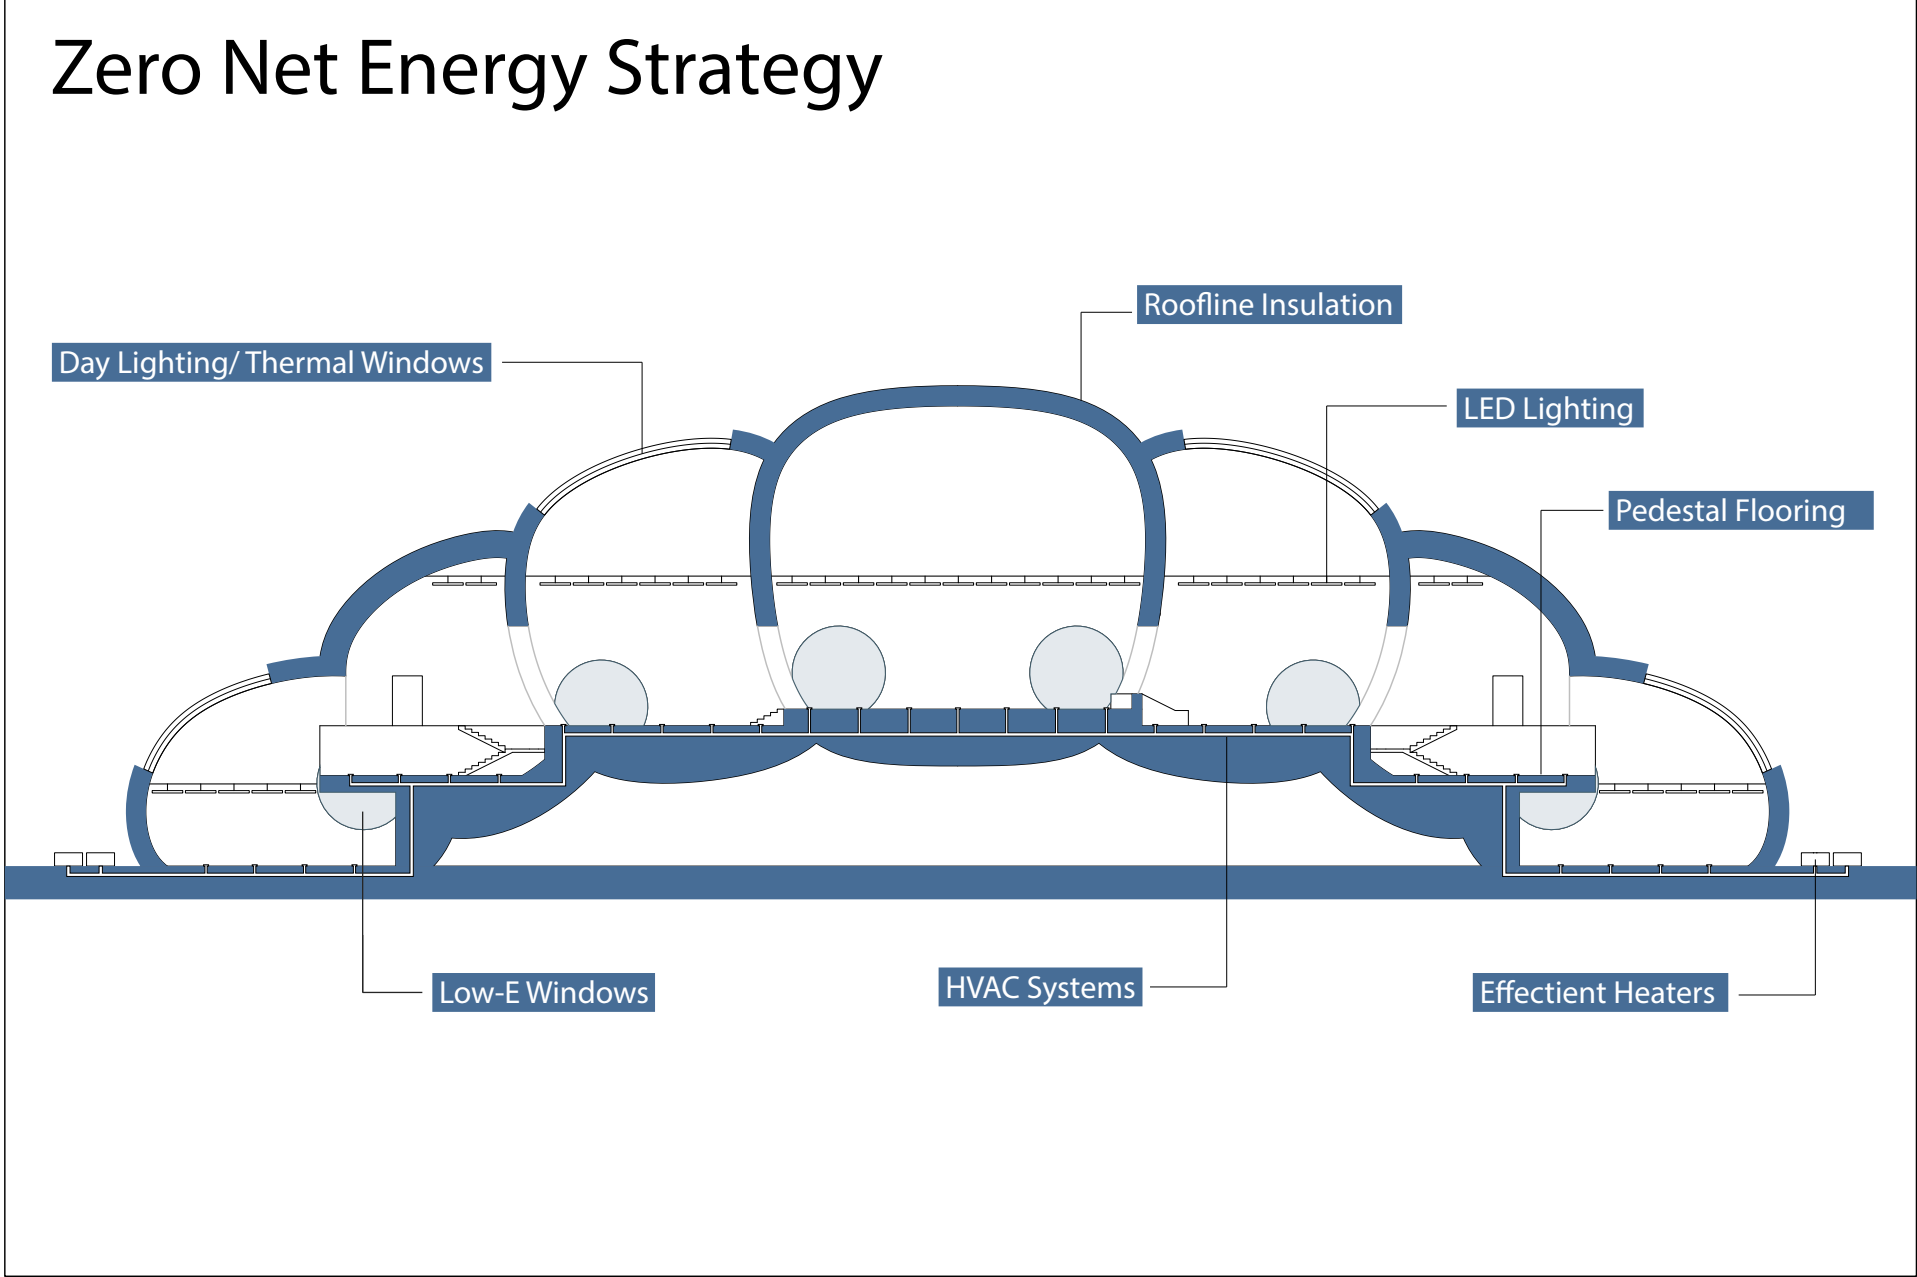 Zero Net Energy Strategy
Roofline Insulation
Day Lighting/ Thermal Windows
LED Lighting
Pedestal Flooring
Low-E Windows
HVAC Systems
Effectient Heaters